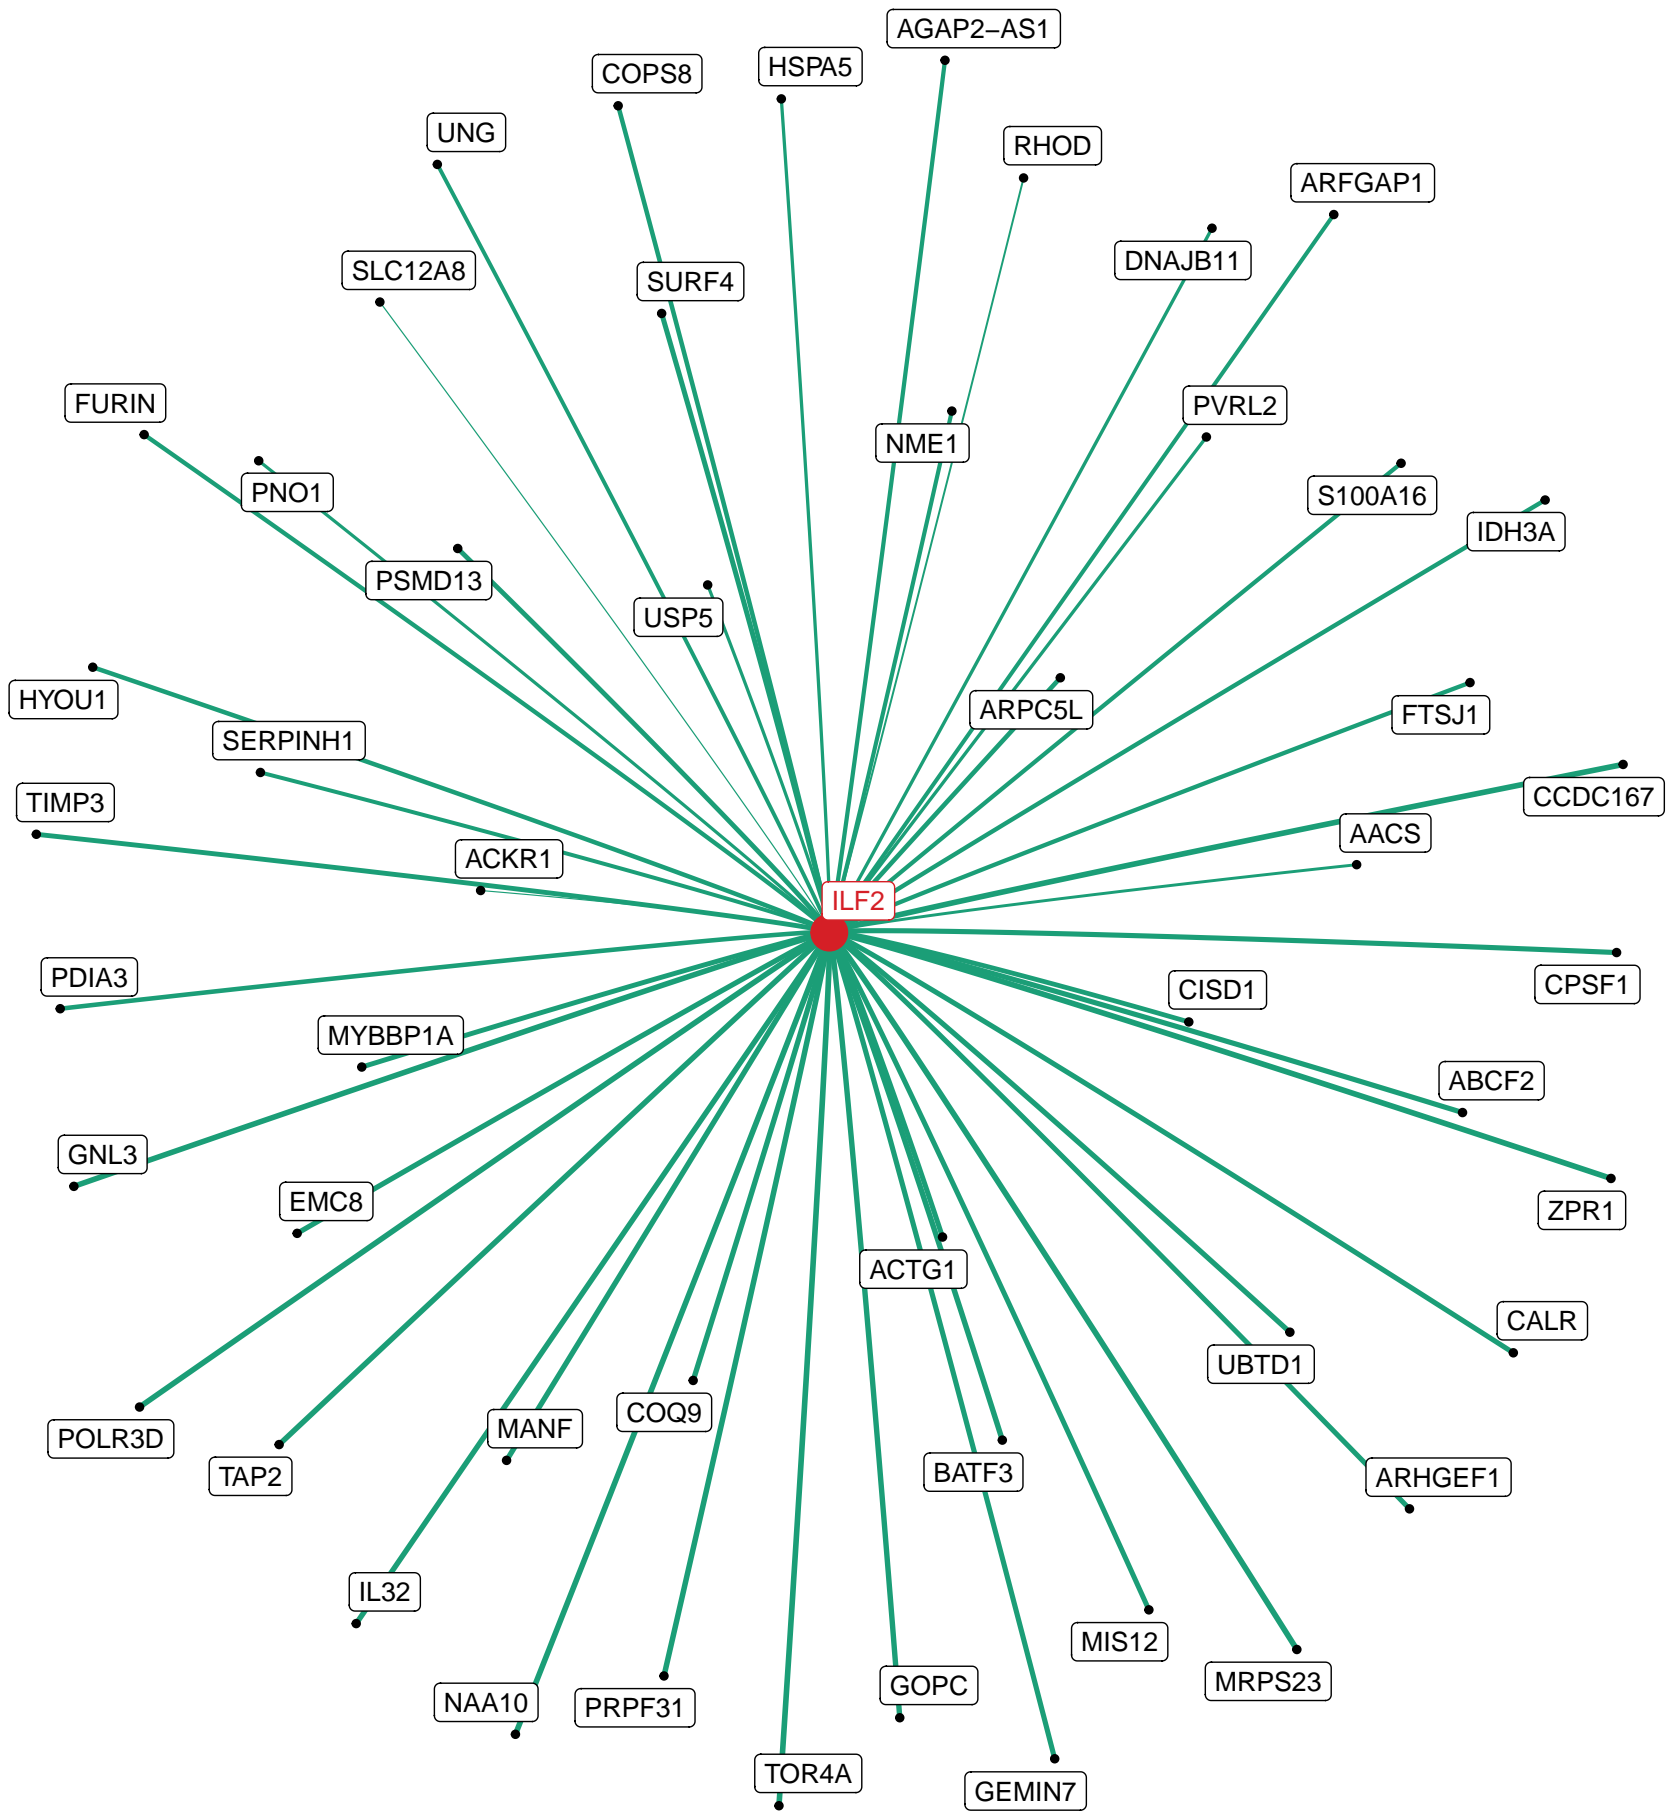 AGAP2–AS1
HSPA5
COPS8
UNG
RHOD
ARFGAP1
DNAJB11
SLC12A8
SURF4
FURIN
PVRL2
NME1
PNO1
S100A16
IDH3A
PSMD13
USP5
HYOU1
ARPC5L
FTSJ1
SERPINH1
CCDC167
TIMP3
AACS
ACKR1
ILF2
PDIA3
CPSF1
CISD1
MYBBP1A
ABCF2
GNL3
EMC8
ZPR1
ACTG1
CALR
UBTD1
COQ9
MANF
POLR3D
BATF3
TAP2
ARHGEF1
IL32
MIS12
MRPS23
GOPC
NAA10
PRPF31
TOR4A
GEMIN7